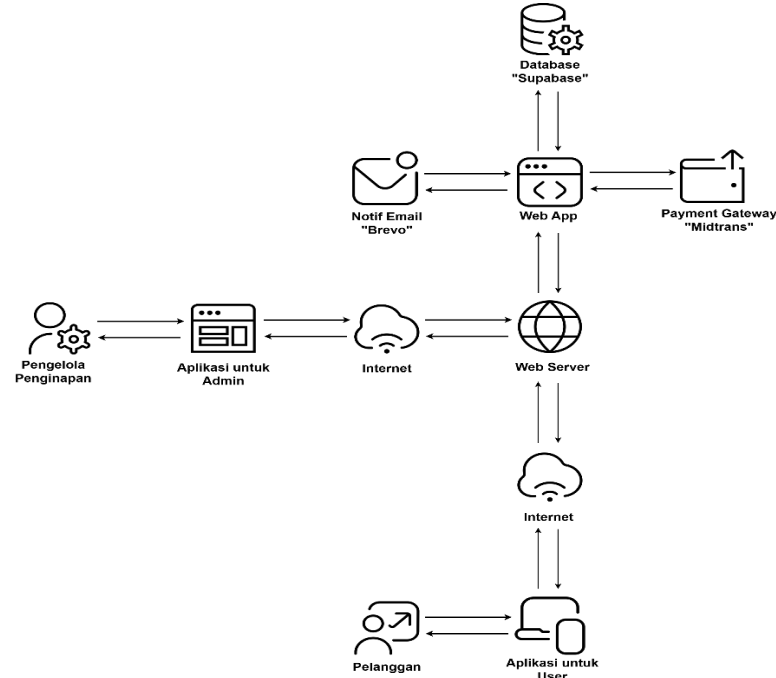 Database
"Supabase"
Notif Email
"Brevo"
Web App
Payment Gateway
"Midtrans"
Pengelola
Penginapan
Aplikasi untuk
Admin
Internet
Web Server
Internet
Pelanggan
Aplikasi untuk
User